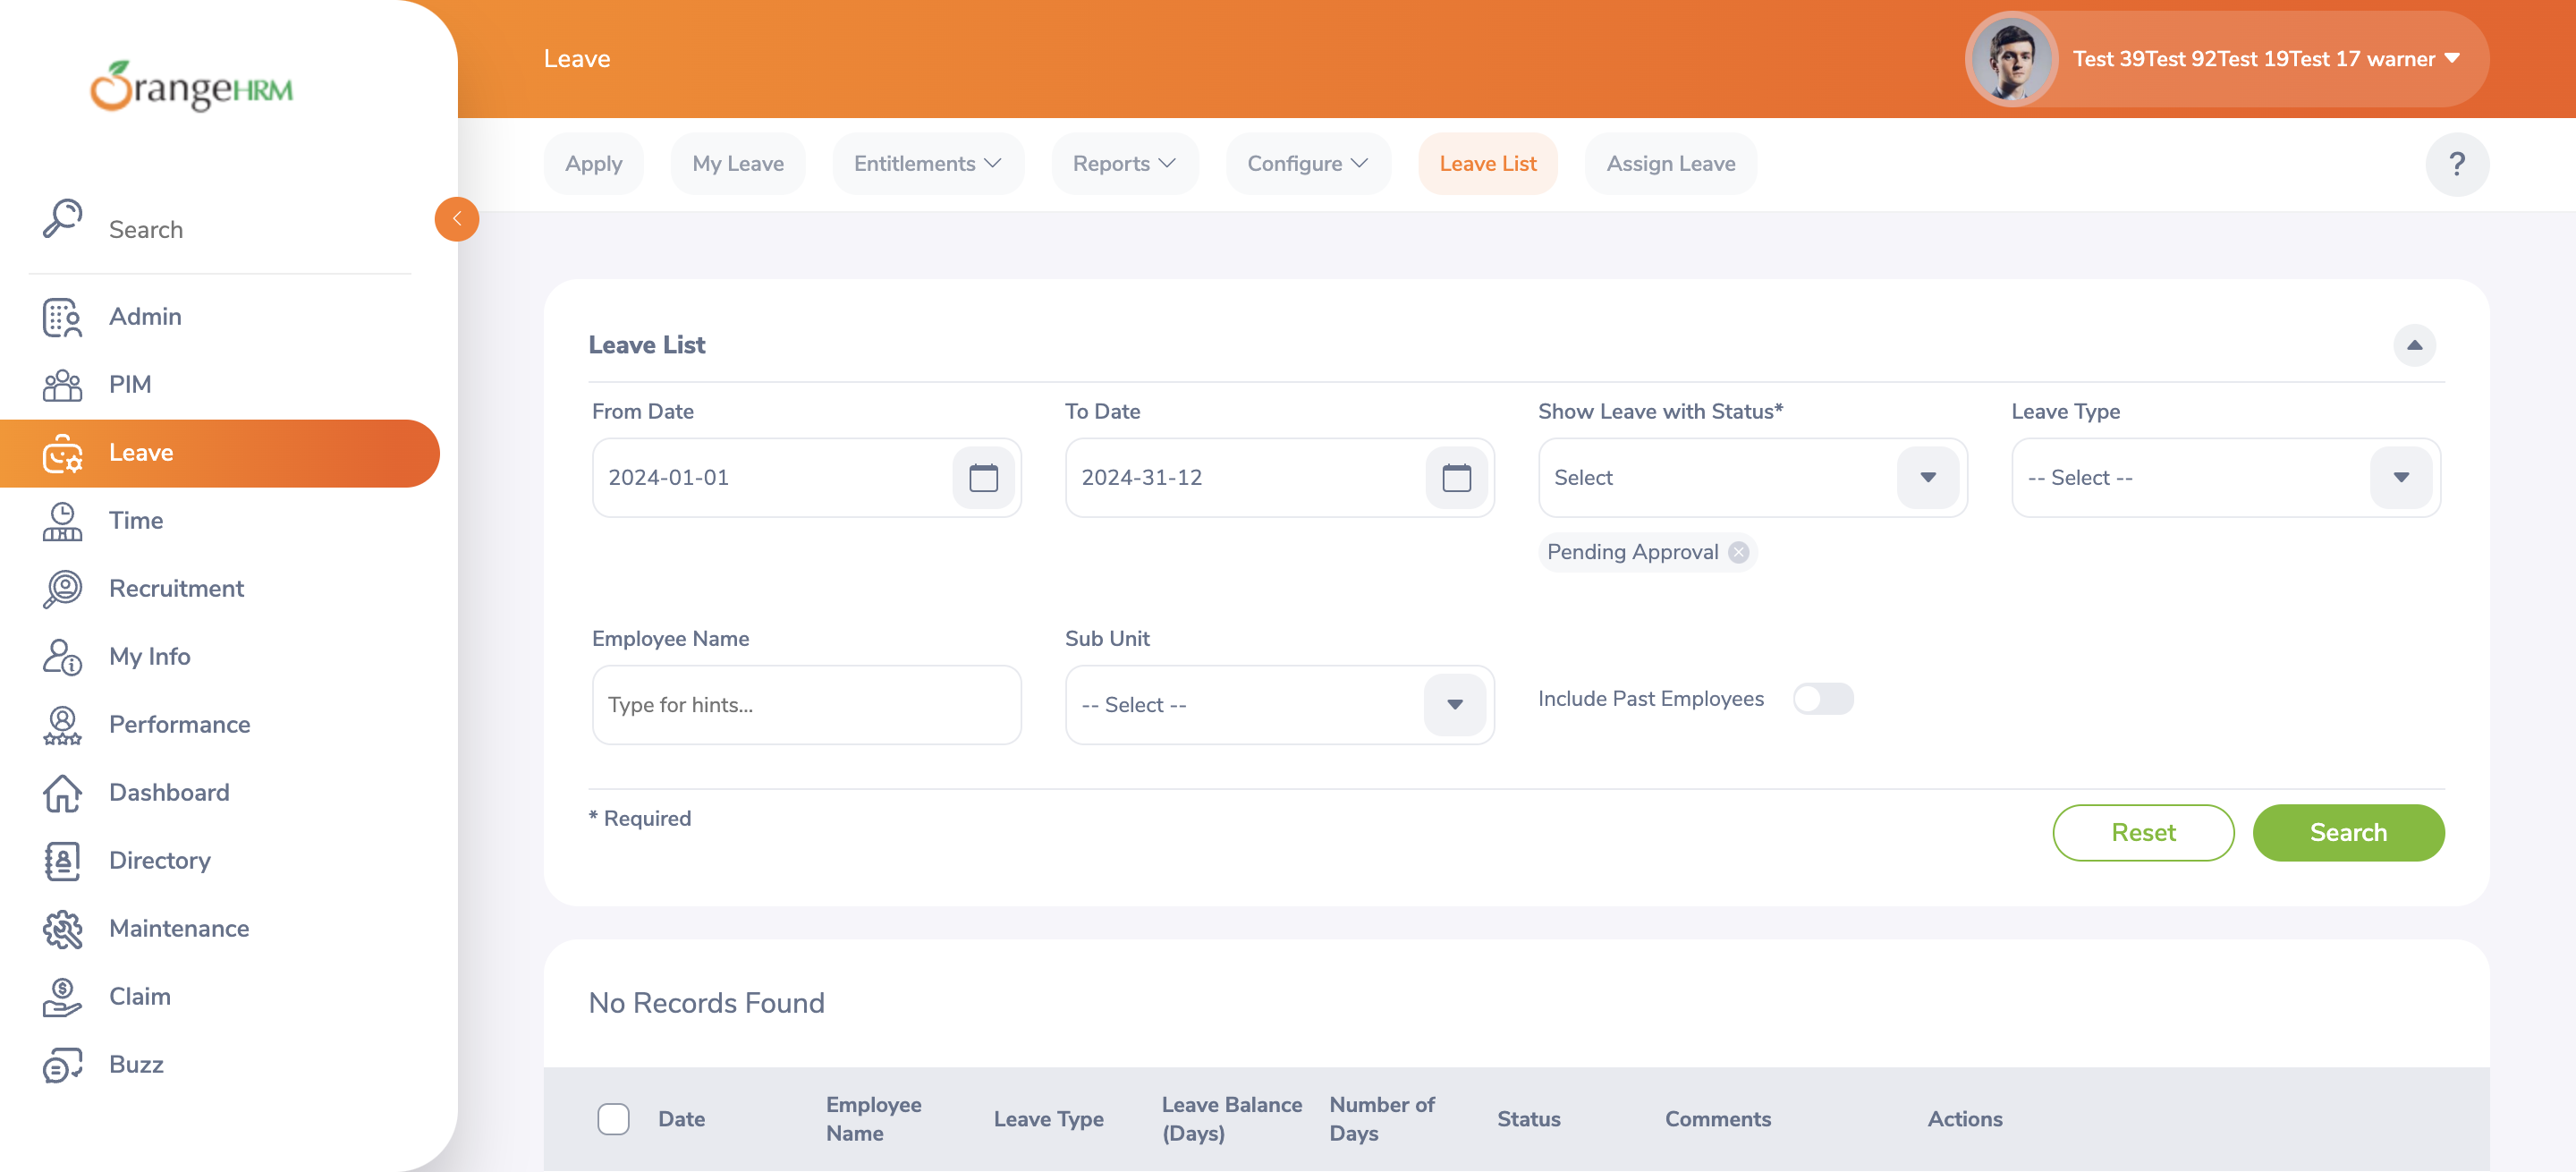 OrangeHRM
Leave
Test 39Test 92Test 19Test 17 warner
Apply
My Leave
Entitlements
Reports
Configure
Leave List
Assign Leave
?
Search
Admin
PIM
Leave
Time
Recruitment
My Info
Performance
Dashboard
Directory
Maintenance
Claim
Buzz
Leave List
From Date
To Date
Show Leave with Status*
Leave Type
2024-01-01
2024-31-12
Select
-- Select --
Pending Approval
Employee Name
Sub Unit
Type for hints...
-- Select --
Include Past Employees
* Required
Reset
Search
No Records Found
Date
Employee
Name
Leave Type
Leave Balance
(Days)
Number of
Days
Status
Comments
Actions